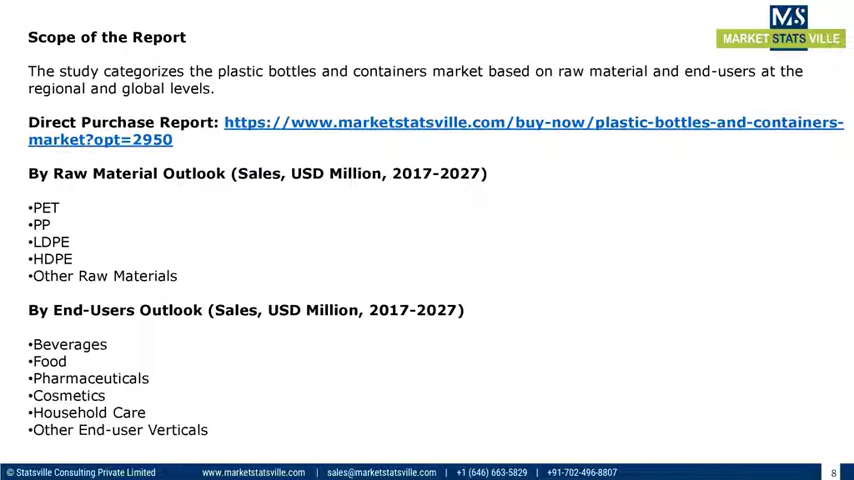 MS
MARKET STATS VILLE
Scope of the Report
The study categorizes the plastic bottles and containers market based on raw material and end-users at the
regional and global levels.
Direct Purchase Report: https://www.marketstatsville.com/buy-now/plastic-bottles-and-containers-
market?opt=2950
By Raw Material Outlook (Sales, USD Million, 2017-2027)
•PET
•PP
•LDPE
•HDPE
•Other Raw Materials
By End-Users Outlook (Sales, USD Million, 2017-2027)
•Beverages
•Food
•Pharmaceuticals
•Cosmetics
•Household Care
•Other End-user Verticals
© Statsville Consulting Private Limited www.marketstatsville.com | sales@marketstatsville.com | +1 (646) 663-5829 | +91-702-496-8807 8